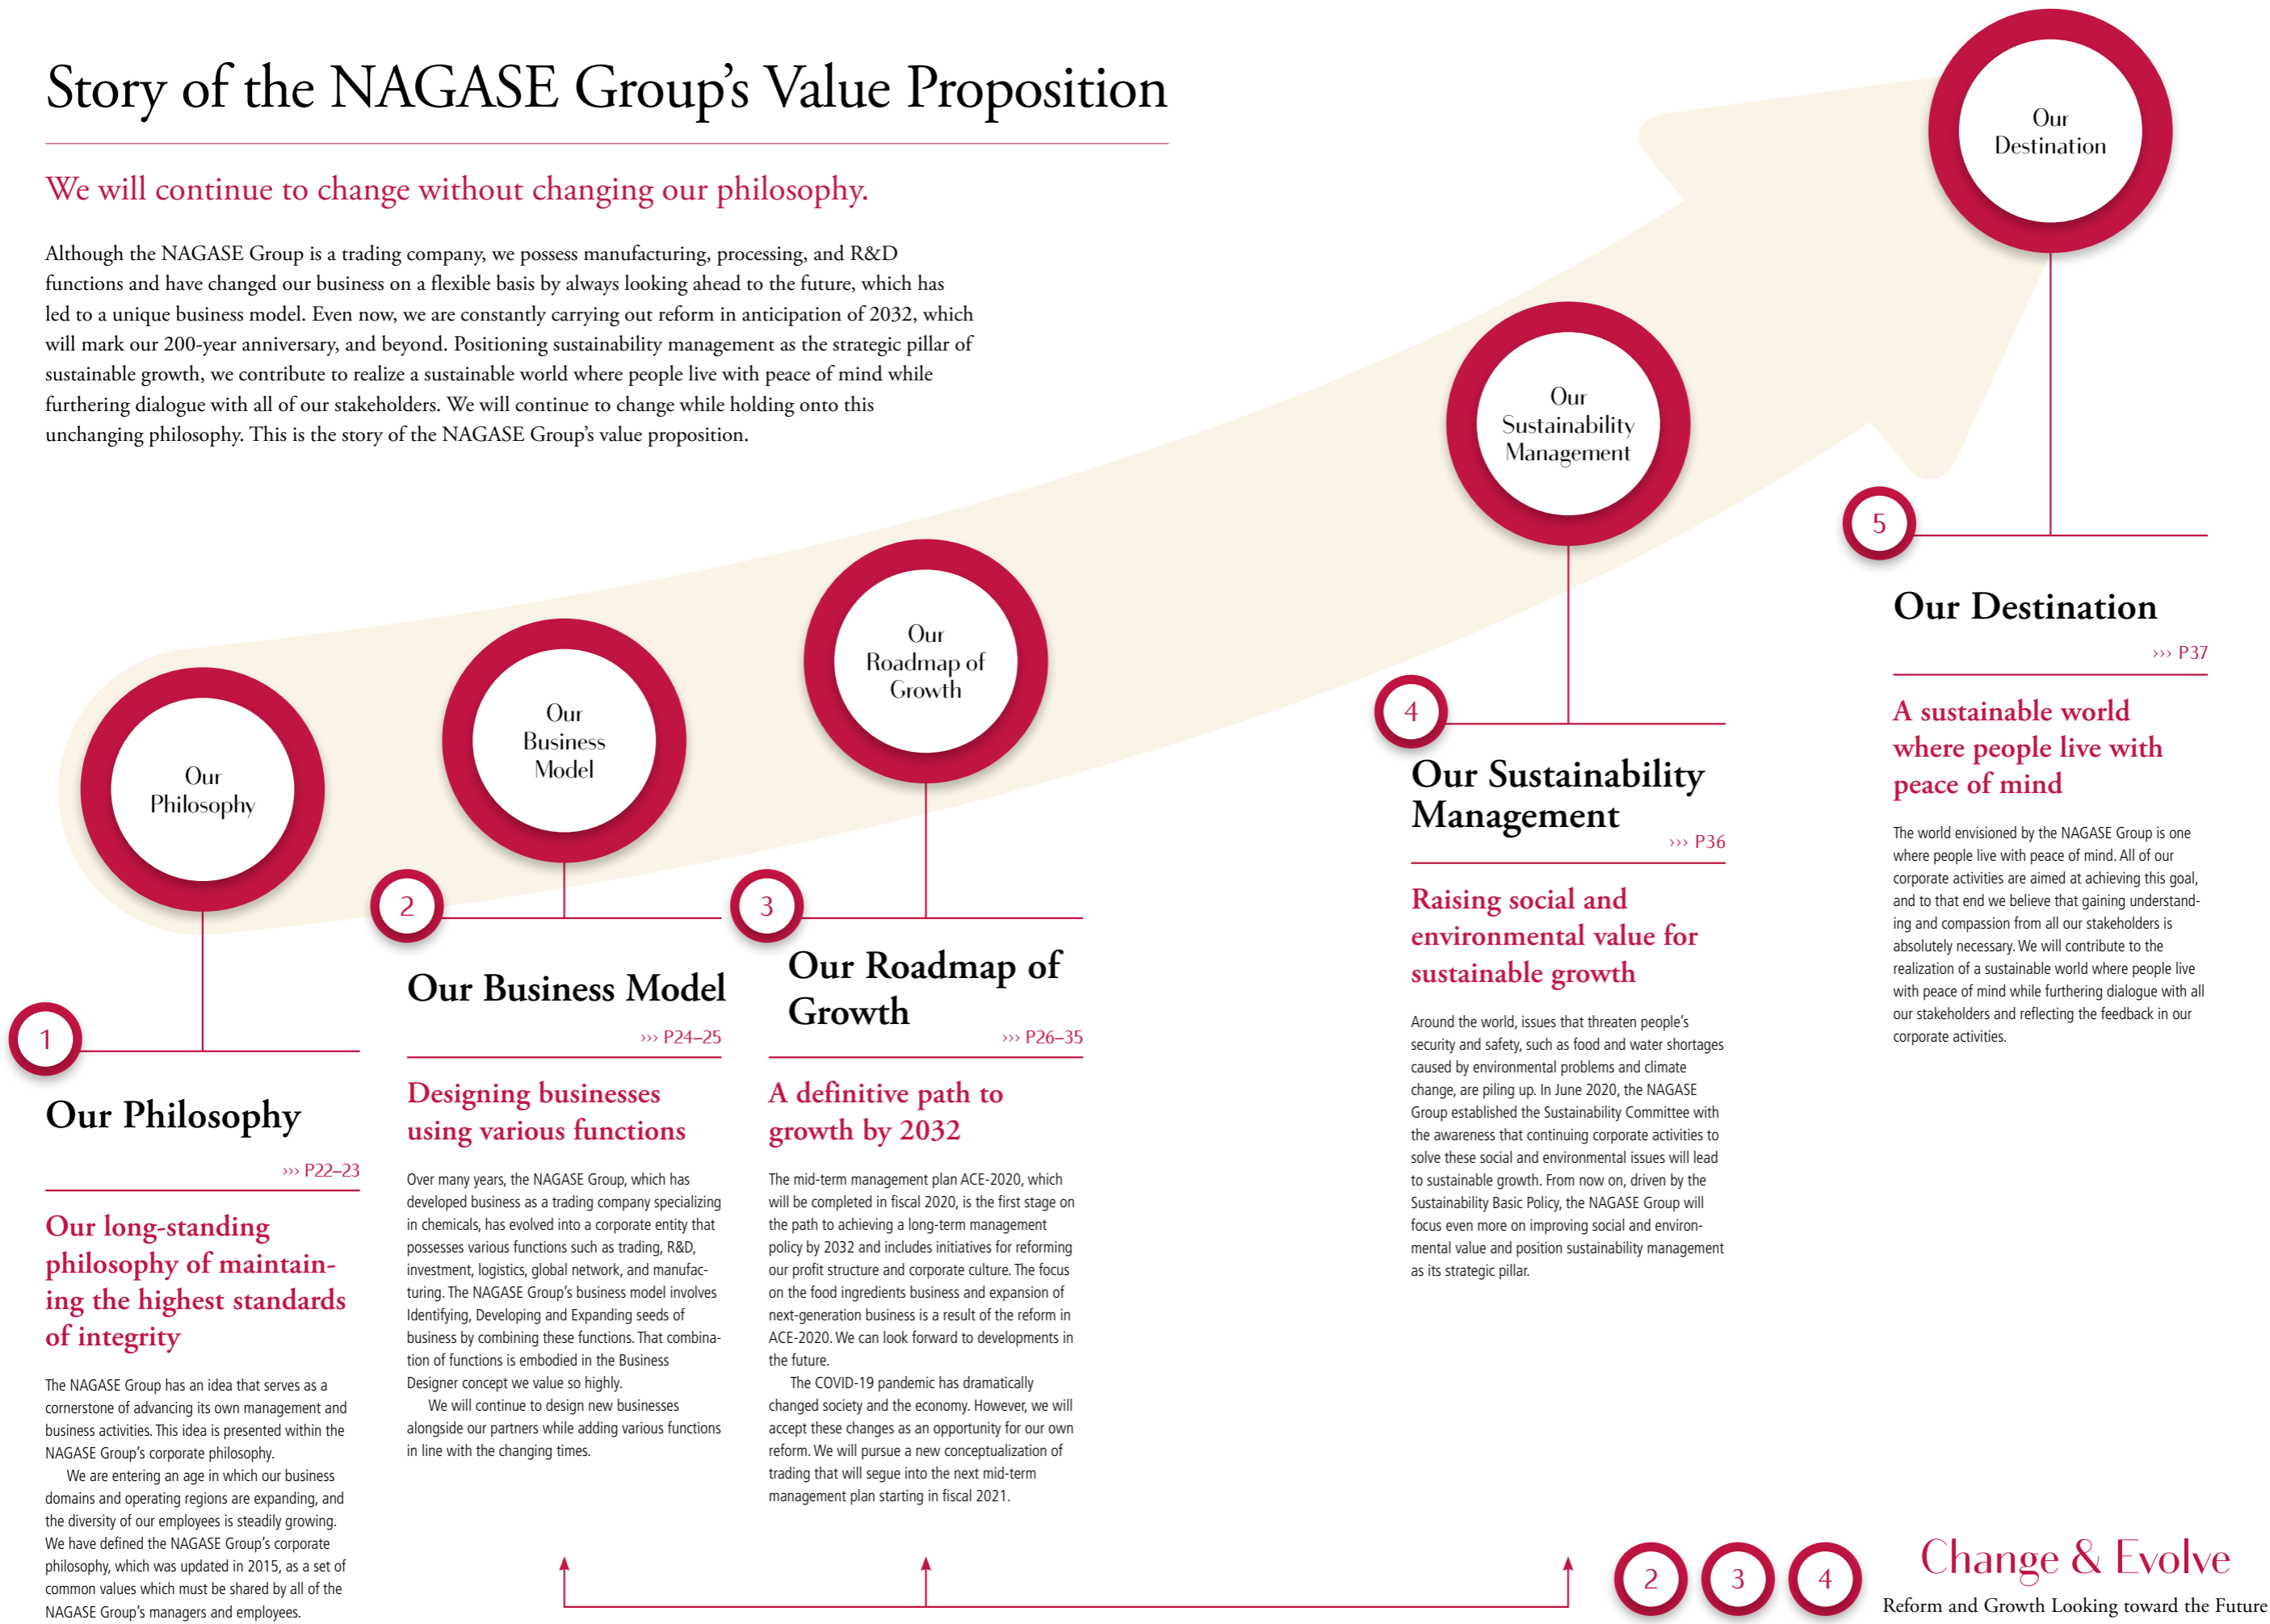 Story of the NAGASE Group's Value Proposition
We will continue to change without changing our philosophy.
Although the NAGASE Group is a trading company, we possess manufacturing, processing, and R&D
functions and have changed our business on a flexible basis by always looking ahead to the future, which has
led to a unique business model. Even now, we are constantly carrying out reform in anticipation of 2032, which
will mark our 200-year anniversary, and beyond. Positioning sustainability management as the strategic pillar of
sustainable growth, we contribute to realize a sustainable world where people live with peace of mind while
furthering dialogue with all of our stakeholders. We will continue to change while holding onto this
unchanging philosophy. This is the story of the NAGASE Group's value proposition.
Our
Philosophy
Our
Business
Model
Our
Roadmap of
Growth
Our
Sustainability
Management
Our
Destination
1
Our Philosophy
››› P22–23
Our long-standing
philosophy of maintain-
ing the highest standards
of integrity
The NAGASE Group has an idea that serves as a
cornerstone of advancing its own management and
business activities. This idea is presented within the
NAGASE Group's corporate philosophy.
We are entering an age in which our business
domains and operating regions are expanding, and
the diversity of our employees is steadily growing.
We have defined the NAGASE Group's corporate
philosophy, which was updated in 2015, as a set of
common values which must be shared by all of the
NAGASE Group's managers and employees.
2
Our Business Model
››› P24–25
Designing businesses
using various functions
Over many years, the NAGASE Group, which has
developed business as a trading company specializing
in chemicals, has evolved into a corporate entity that
possesses various functions such as trading, R&D,
investment, logistics, global network, and manufac-
turing. The NAGASE Group's business model involves
Identifying, Developing and Expanding seeds of
business by combining these functions. That combina-
tion of functions is embodied in the Business
Designer concept we value so highly.
We will continue to design new businesses
alongside our partners while adding various functions
in line with the changing times.
3
Our Roadmap of
Growth
››› P26–35
A definitive path to
growth by 2032
The mid-term management plan ACE-2020, which
will be completed in fiscal 2020, is the first stage on
the path to achieving a long-term management
policy by 2032 and includes initiatives for reforming
our profit structure and corporate culture. The focus
on the food ingredients business and expansion of
next-generation business is a result of the reform in
ACE-2020. We can look forward to developments in
the future.
The COVID-19 pandemic has dramatically
changed society and the economy. However, we will
accept these changes as an opportunity for our own
reform. We will pursue a new conceptualization of
trading that will segue into the next mid-term
management plan starting in fiscal 2021.
4
Our Sustainability
Management
››› P36
Raising social and
environmental value for
sustainable growth
Around the world, issues that threaten people's
security and safety, such as food and water shortages
caused by environmental problems and climate
change, are piling up. In June 2020, the NAGASE
Group established the Sustainability Committee with
the awareness that continuing corporate activities to
solve these social and environmental issues will lead
to sustainable growth. From now on, driven by the
Sustainability Basic Policy, the NAGASE Group will
focus even more on improving social and environ-
mental value and position sustainability management
as its strategic pillar.
5
Our Destination
››› P37
A sustainable world
where people live with
peace of mind
The world envisioned by the NAGASE Group is one
where people live with peace of mind. All of our
corporate activities are aimed at achieving this goal,
and to that end we believe that gaining understand-
ing and compassion from all our stakeholders is
absolutely necessary. We will contribute to the
realization of a sustainable world where people live
with peace of mind while furthering dialogue with all
our stakeholders and reflecting the feedback in our
corporate activities.
2 3 4
Change & Evolve
Reform and Growth Looking toward the Future